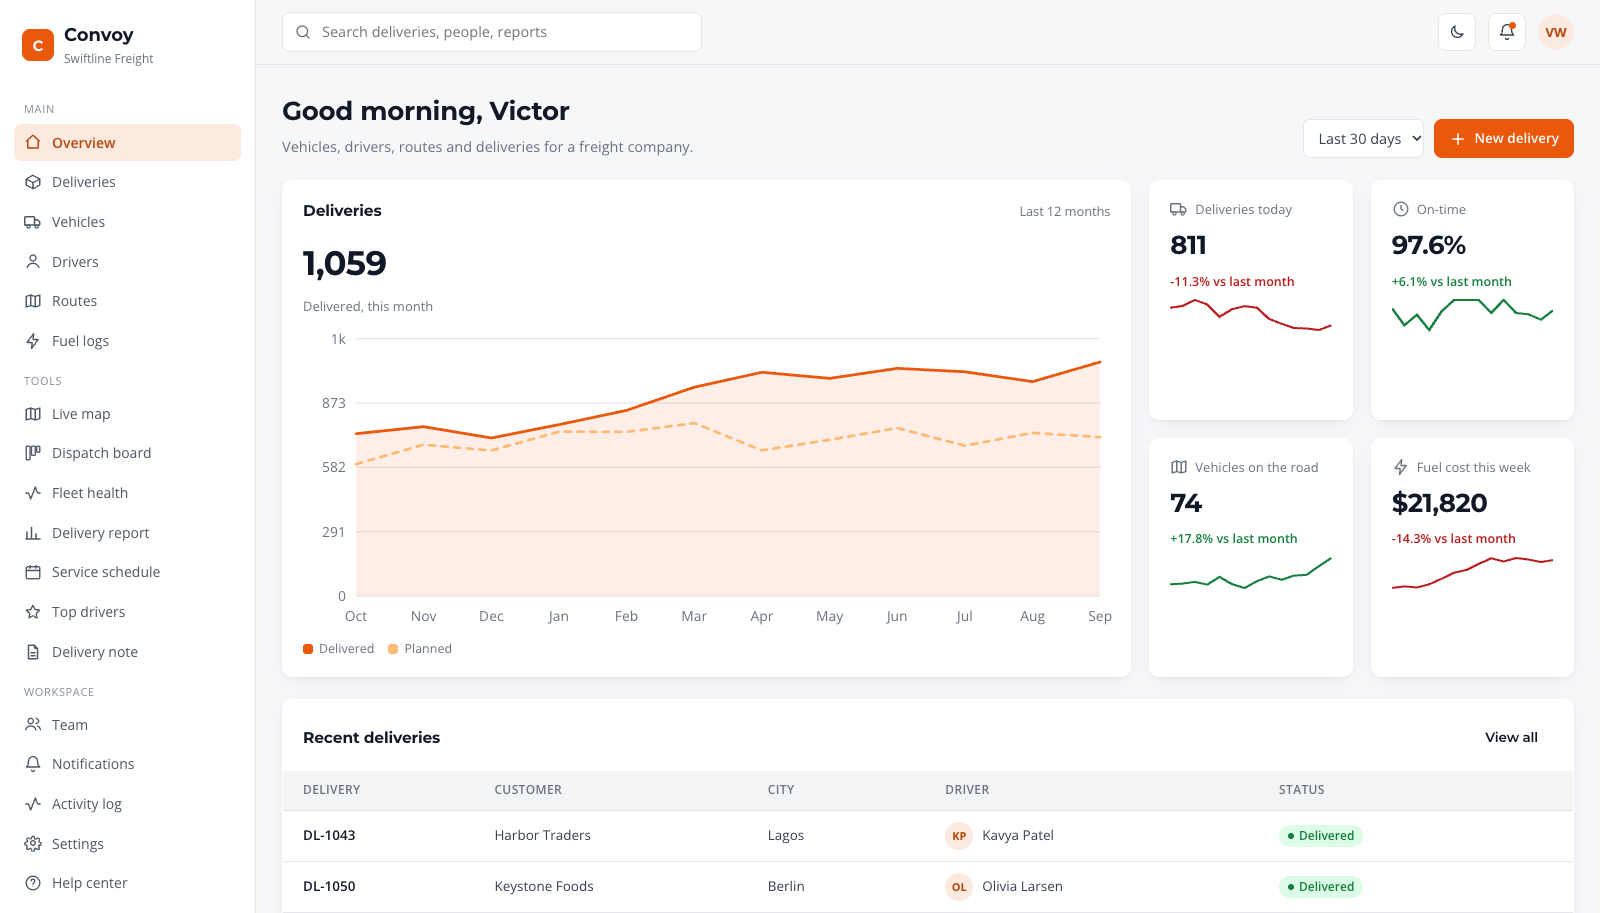 C
Convoy
Swiftline Freight
MAIN
Overview
Deliveries
Vehicles
Drivers
Routes
Fuel logs
TOOLS
Live map
Dispatch board
Fleet health
Delivery report
Service schedule
Top drivers
Delivery note
WORKSPACE
Team
Notifications
Activity log
Settings
Help center
Search deliveries, people, reports
VW
Good morning, Victor
Vehicles, drivers, routes and deliveries for a freight company.
Last 30 days
New delivery
Deliveries
Last 12 months
1,059
Delivered, this month
1k
873
582
291
0
Oct Nov Dec Jan Feb Mar Apr May Jun Jul Aug Sep
Delivered Planned
Deliveries today
811
-11.3% vs last month
On-time
97.6%
+6.1% vs last month
Vehicles on the road
74
+17.8% vs last month
Fuel cost this week
$21,820
-14.3% vs last month
Recent deliveries
View all
DELIVERY CUSTOMER CITY DRIVER STATUS
DL-1043 Harbor Traders Lagos KP Kavya Patel Delivered
DL-1050 Keystone Foods Berlin OL Olivia Larsen Delivered